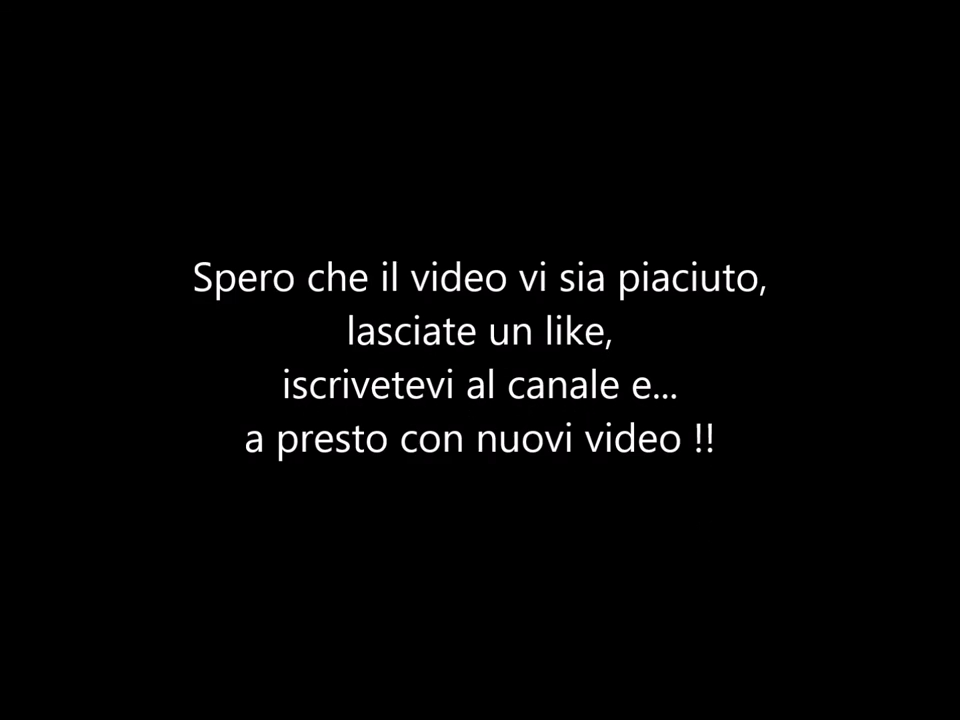 Spero che il video vi sia piaciuto,
lasciate un like,
iscrivetevi al canale e...
a presto con nuovi video !!